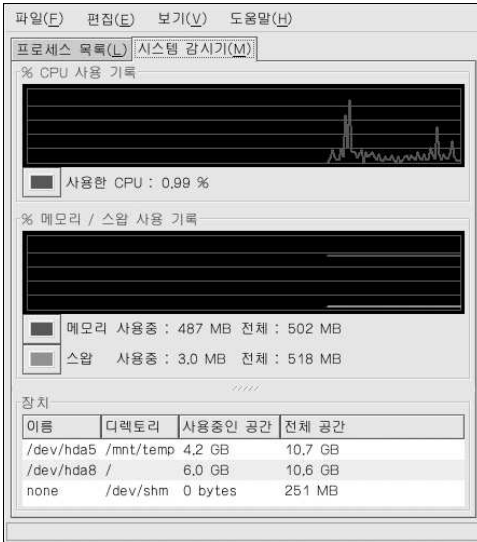 파일(F) 편집(E) 보기(V) 도움말(H)
프로세스 목록(L) 시스템 감시기(M)
% CPU 사용 기록
사용한 CPU : 0,99 %
% 메모리 / 스왑 사용 기록
메모리 사용중 : 487 MB 전체 : 502 MB
스왑 사용중 : 3,0 MB 전체 : 518 MB
장치
이름 디렉토리 사용중인 공간 전체 공간
/dev/hda5 /mnt/temp 4,2 GB 10,7 GB
/dev/hda8 / 6,0 GB 10,6 GB
none /dev/shm 0 bytes 251 MB